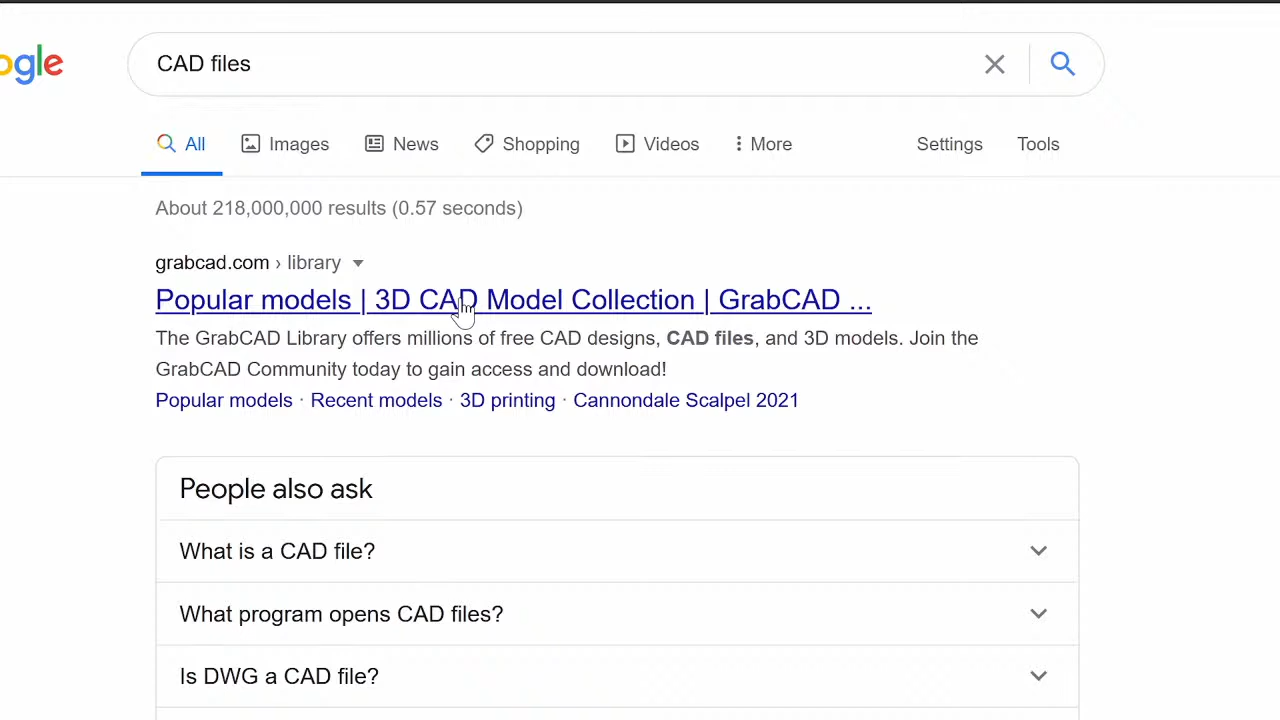 ogle
CAD files
All Images News Shopping Videos More Settings Tools
About 218,000,000 results (0.57 seconds)
grabcad.com › library
Popular models | 3D CAD Model Collection | GrabCAD ...
The GrabCAD Library offers millions of free CAD designs, CAD files, and 3D models. Join the
GrabCAD Community today to gain access and download!
Popular models · Recent models · 3D printing · Cannondale Scalpel 2021
People also ask
What is a CAD file?
What program opens CAD files?
Is DWG a CAD file?